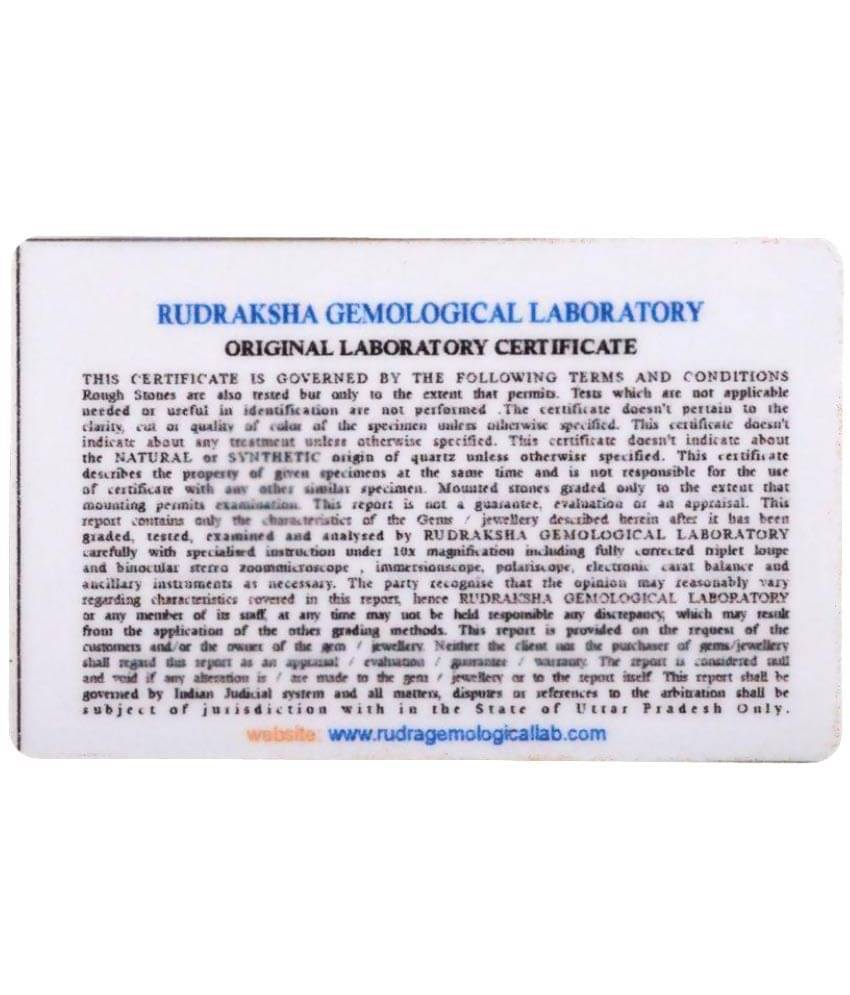 RUDRAKSHA GEMOLOGICAL LABORATORY
ORIGINAL LABORATORY CERTIFICATE
THIS CERTIFICATE IS GOVERNED BY THE FOLLOWING TERMS AND CONDITIONS
Rough Stones are also tested but only to the extent that permits. Tests which are not applicable
needed or useful in identification are not performed .The certificate doesn't pertain to the
clarity, cut or quality of color of the specimen unless otherwise specified. This certificate doesn't
indicate about any treatment unless otherwise specified. This certificate doesn't indicate about
the NATURAL or SYNTHETIC origin of quartz unless otherwise specified. This certificate
describes the property of given specimens at the same time and is not responsible for the use
of certificate with any other similar specimen. Mounted stones graded only to the extent that
mounting permits examination. This report is not a guarantee, evaluation or an appraisal. This
report contains only the characteristics of the Gems / jewellery described herein after it has been
graded, tested, examined and analysed by RUDRAKSHA GEMOLOGICAL LABORATORY
carefully with specialised instruction under 10x magnification including fully corrected triplet loupe
and binocular stereo zoommicroscope , immersionscope, polariscope, electronic carat balance and
ancillary instruments as necessary. The party recognise that the opinion may reasonably vary
regarding characteristics covered in this report, hence RUDRAKSHA GEMOLOGICAL LABORATORY
or any member of its staff, at any time may not be held responsible any discrepancy, which may result
from the application of the other grading methods. This report is provided on the request of the
customers and/or the owner of the gem / jewellery. Neither the client nor the purchaser of gems/jewellery
shall regard this report as an appraisal / evaluation / guarantee / warranty. The report is considered null
and void if any alteration is / are made to the gem / jewellery or to the report itself. This report shall be
governed by Indian Judicial system and all matters, disputes or references to the arbitration shall be
subject of jurisdiction with in the State of Uttar Pradesh Only.
website: www.rudragemologicallab.com